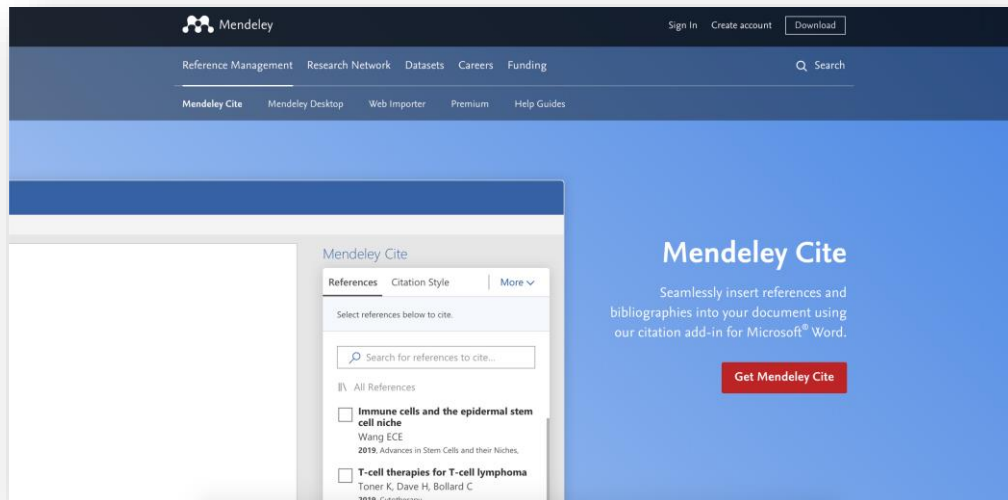 Mendeley
Sign In Create account Download
Reference Management Research Network Datasets Careers Funding Search
Mendeley Cite Mendeley Desktop Web Importer Premium Help Guides
Mendeley Cite
References Citation Style More
Select references below to cite.
Search for references to cite...
All References
Immune cells and the epidermal stem
cell niche
Wang ECE
2019, Advances in Stem Cells and their Niches,
T-cell therapies for T-cell lymphoma
Toner K, Dave H, Bollard C
2019, Cytotherapy
Mendeley Cite
Seamlessly insert references and
bibliographies into your document using
our citation add-in for Microsoft® Word.
Get Mendeley Cite